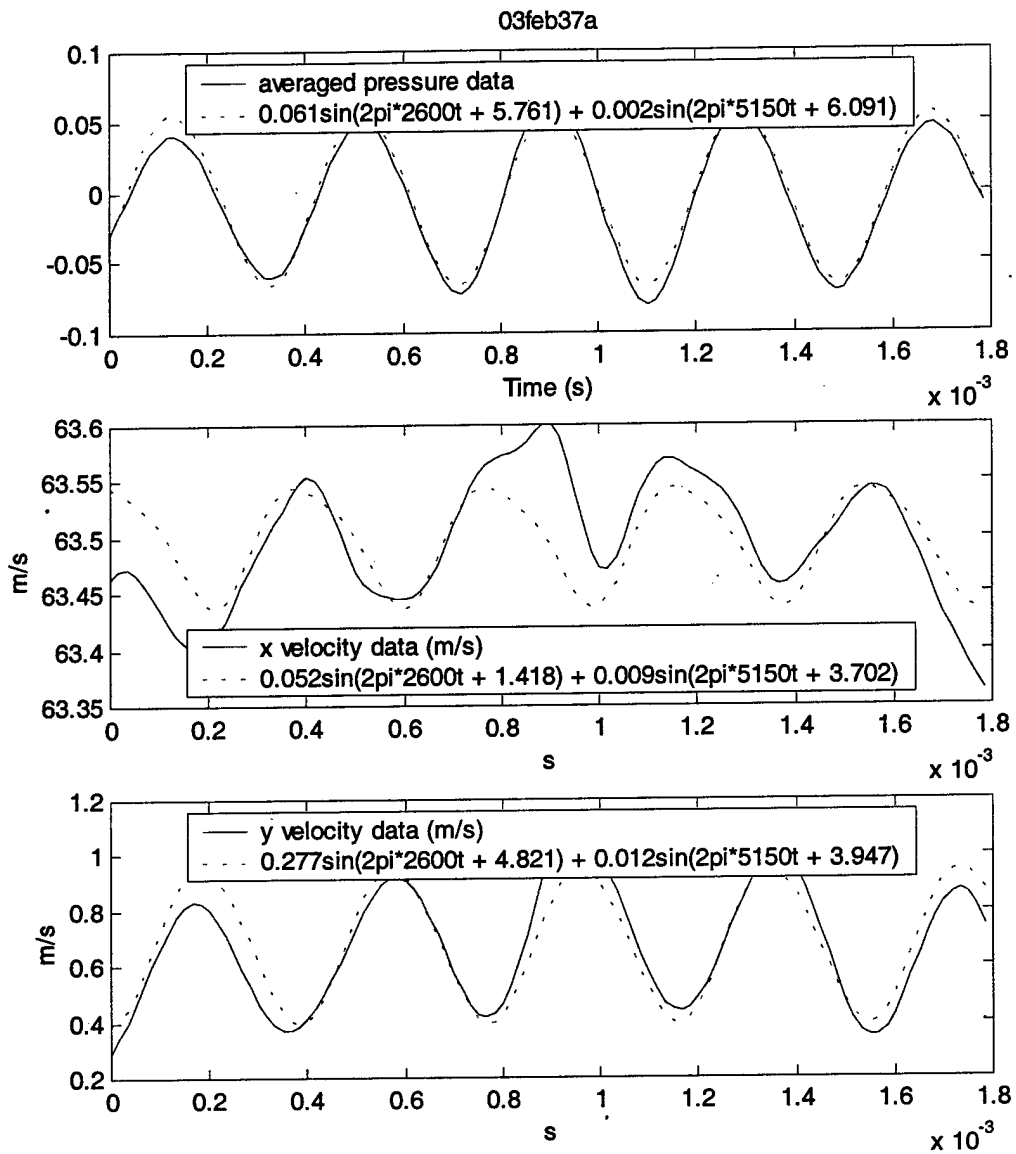 03feb37a
0.1
averaged pressure data
0.061sin(2pi*2600t + 5.761) + 0.002sin(2pi*5150t + 6.091)
0.05
0
-0.05
-0.1
0 0.2 0.4 0.6 0.8 1 1.2 1.4 1.6 1.8
Time (s)
x 10-3
63.6
63.55
63.5
63.45
63.4
63.35
m/s
x velocity data (m/s)
0.052sin(2pi*2600t + 1.418) + 0.009sin(2pi*5150t + 3.702)
0 0.2 0.4 0.6 0.8 1 1.2 1.4 1.6 1.8
s
x 10-3
1.2
y velocity data (m/s)
0.277sin(2pi*2600t + 4.821) + 0.012sin(2pi*5150t + 3.947)
1
0.8
0.6
0.4
0.2
m/s
0 0.2 0.4 0.6 0.8 1 1.2 1.4 1.6 1.8
s
x 10-3